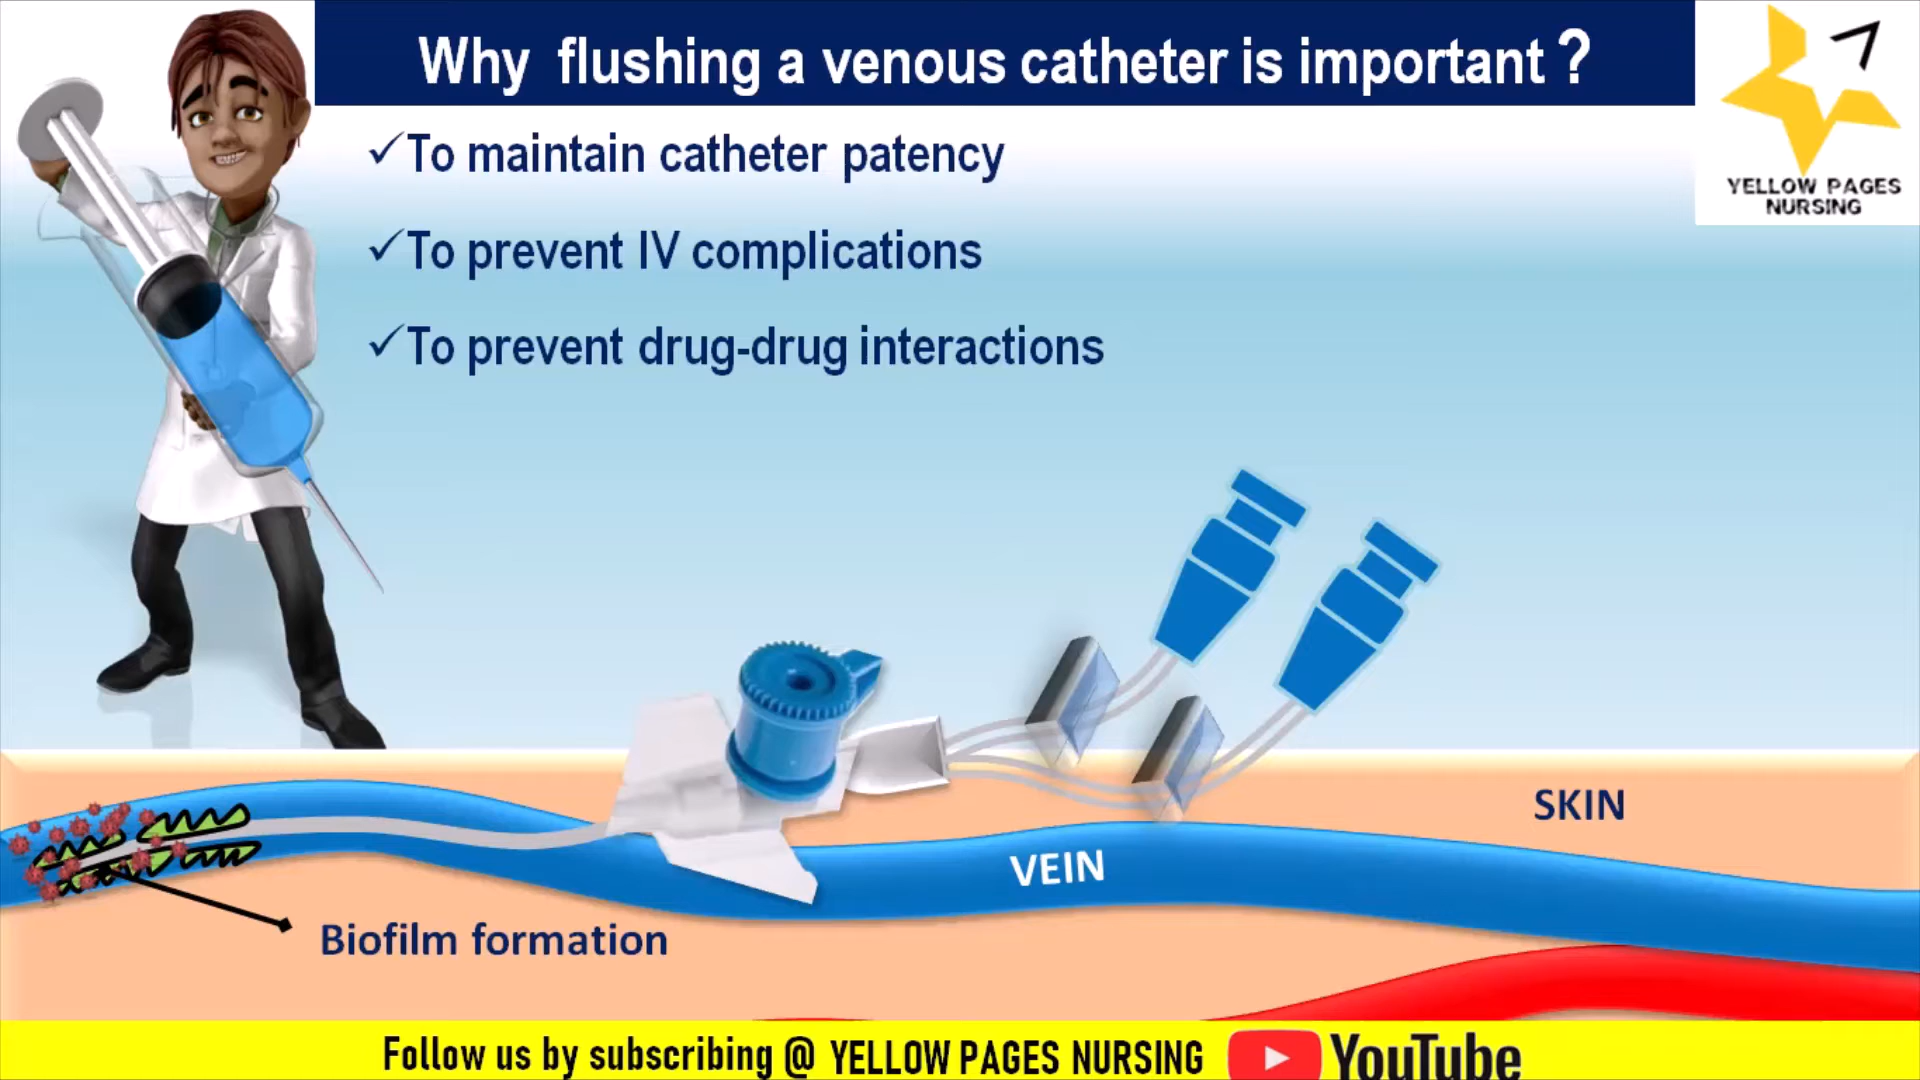 Why flushing a venous catheter is important ?
✓To maintain catheter patency
✓To prevent IV complications
✓To prevent drug-drug interactions
YELLOW PAGES
NURSING
SKIN
VEIN
Biofilm formation
Follow us by subscribing @ YELLOW PAGES NURSING YouTube